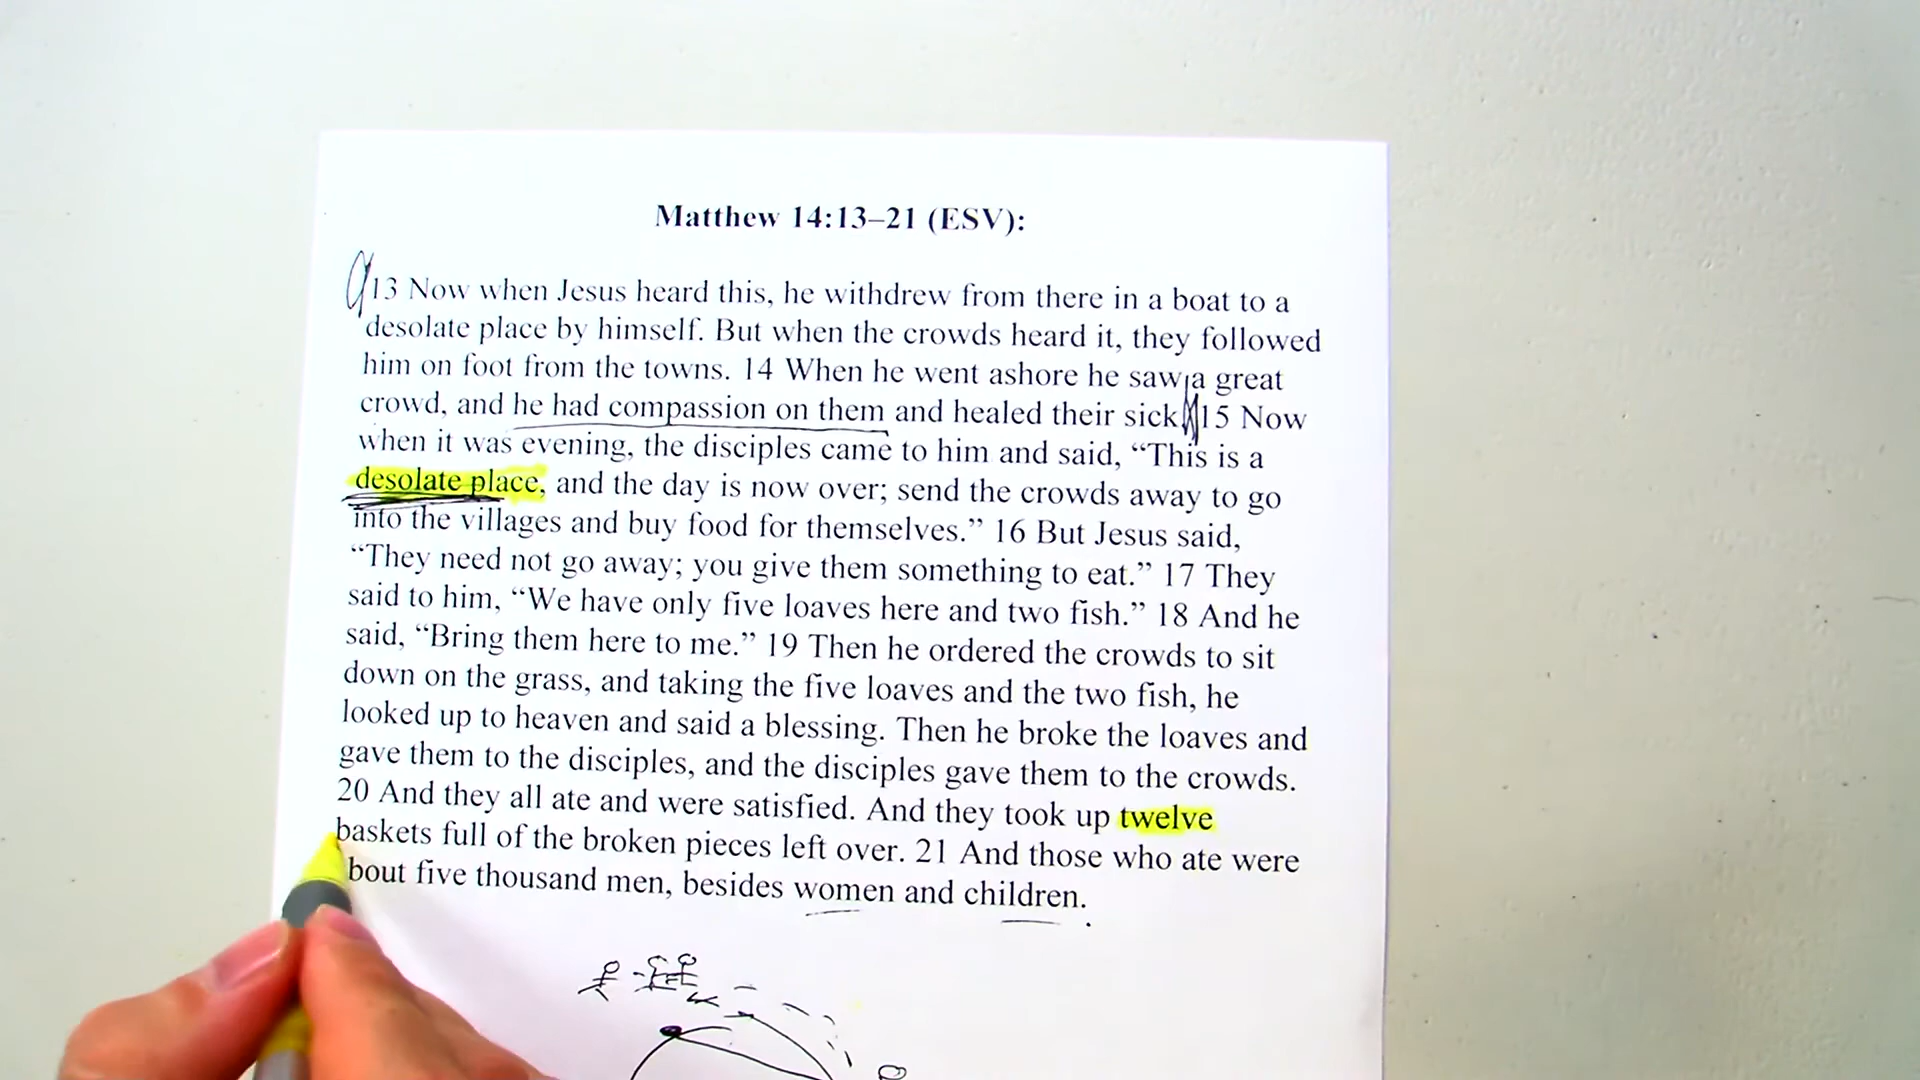 Matthew 14:13–21 (ESV):
13 Now when Jesus heard this, he withdrew from there in a boat to a
desolate place by himself. But when the crowds heard it, they followed
him on foot from the towns. 14 When he went ashore he saw a great
crowd, and he had compassion on them and healed their sick. 15 Now
when it was evening, the disciples came to him and said, “This is a
desolate place, and the day is now over; send the crowds away to go
into the villages and buy food for themselves.” 16 But Jesus said,
“They need not go away; you give them something to eat.” 17 They
said to him, “We have only five loaves here and two fish.” 18 And he
said, “Bring them here to me.” 19 Then he ordered the crowds to sit
down on the grass, and taking the five loaves and the two fish, he
looked up to heaven and said a blessing. Then he broke the loaves and
gave them to the disciples, and the disciples gave them to the crowds.
20 And they all ate and were satisfied. And they took up twelve
baskets full of the broken pieces left over. 21 And those who ate were
bout five thousand men, besides women and children.